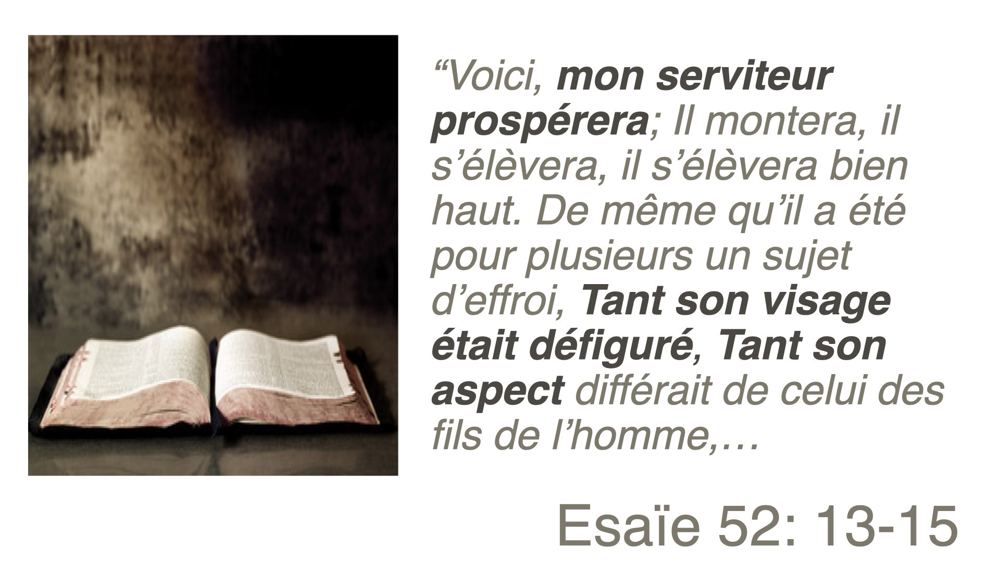 “Voici, mon serviteur
prospérera; Il montera, il
s’élèvera, il s’élèvera bien
haut. De même qu’il a été
pour plusieurs un sujet
d’effroi, Tant son visage
était défiguré, Tant son
aspect différait de celui des
fils de l’homme,…
Esaïe 52: 13-15